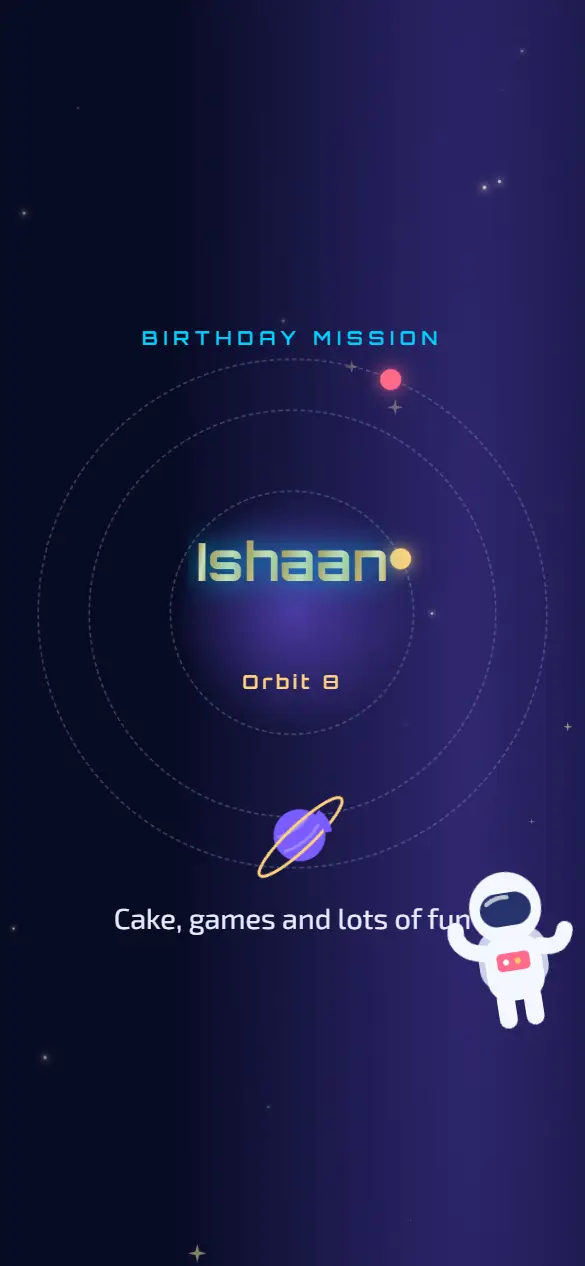 BIRTHDAY MISSION
Ishaan
Orbit 8
Cake, games and lots of fun